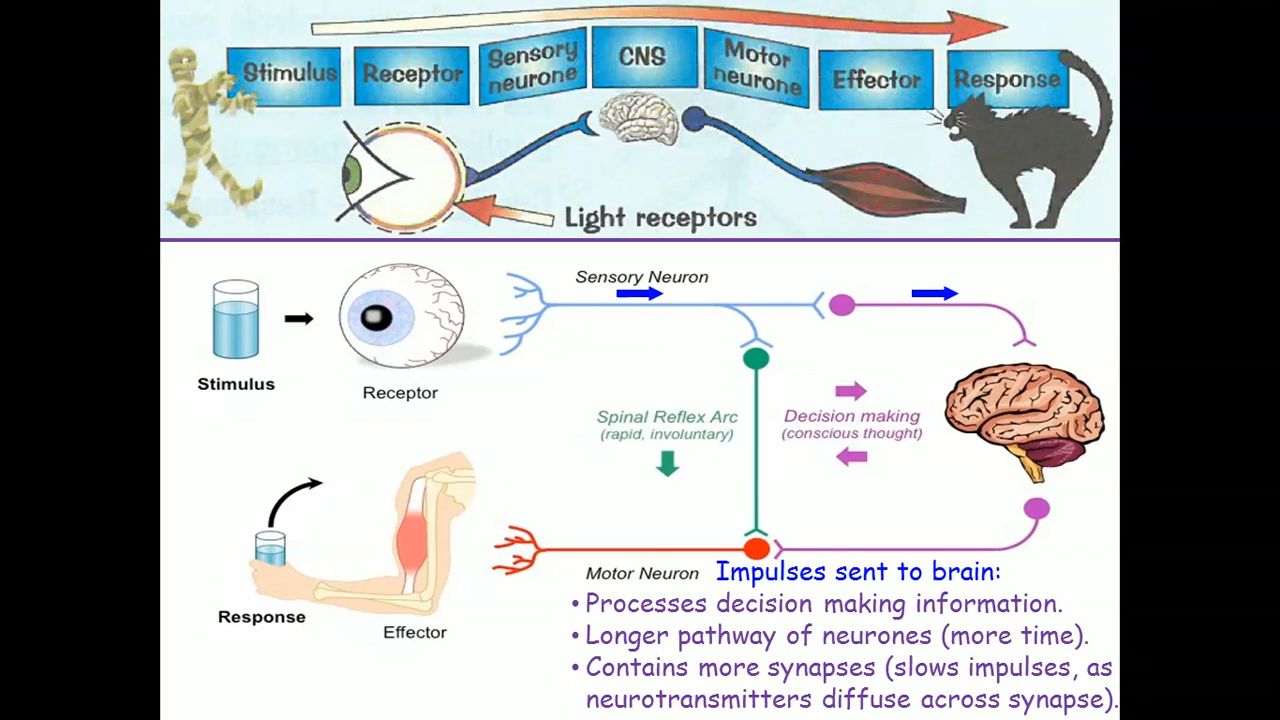 Stimulus
Receptor
Sensory
neurone
CNS
Motor
neurone
Effector
Response
Light receptors
Sensory Neuron
Stimulus
Receptor
Spinal Reflex Arc
(rapid, involuntary)
Decision making
(conscious thought)
Response
Effector
Motor Neuron
Impulses sent to brain:
• Processes decision making information.
• Longer pathway of neurones (more time).
• Contains more synapses (slows impulses, as
neurotransmitters diffuse across synapse).